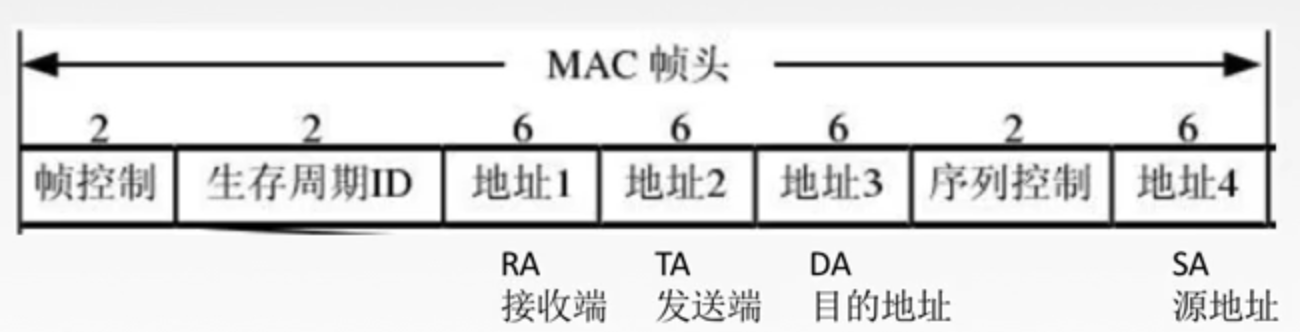 MAC 帧头
2 2 6 6 6 2 6
帧控制 生存周期ID 地址1 地址2 地址3 序列控制 地址4
RA TA DA SA
接收端 发送端 目的地址 源地址